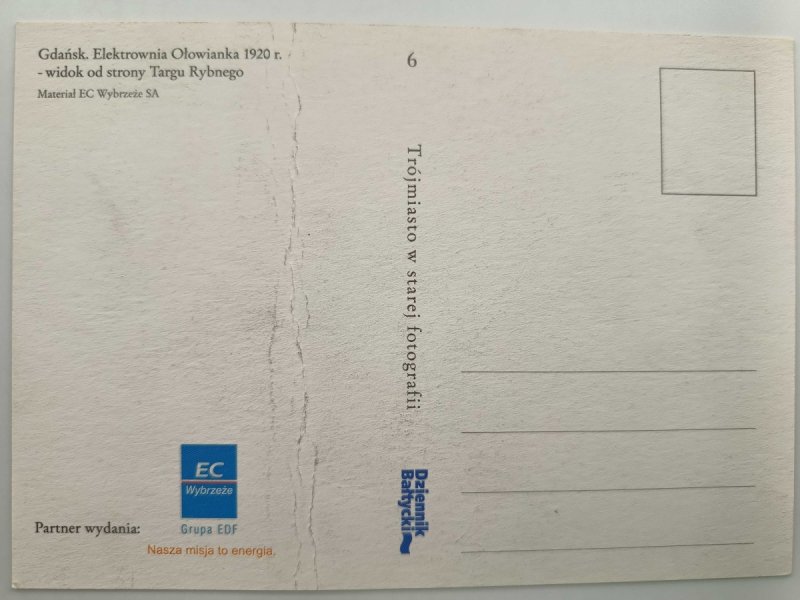 Gdańsk. Elektrownia Ołowianka 1920 r.
- widok od strony Targu Rybnego
Materiał EC Wybrzeże SA
6
Trójmiasto w starej fotografii
Dziennik
Bałtycki
EC
Wybrzeże
Grupa EDF
Partner wydania:
Nasza misja to energia.